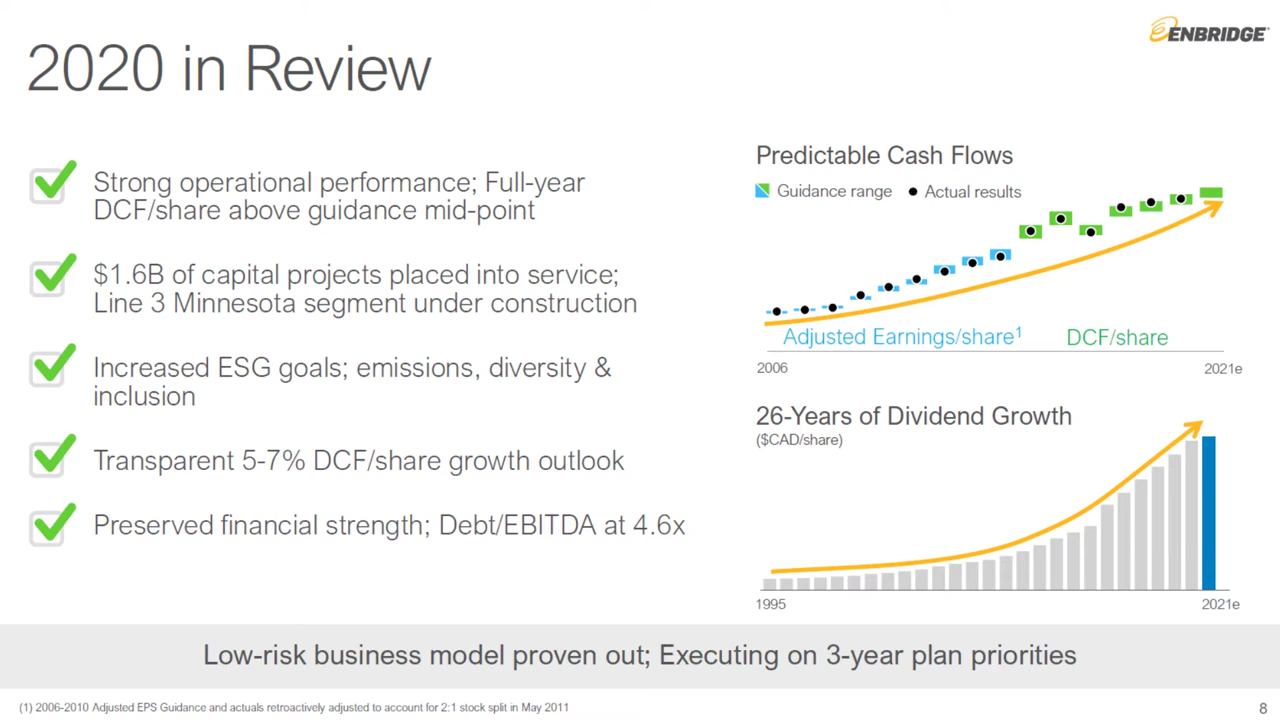 ENBRIDGE
2020 in Review
Strong operational performance; Full-year
DCF/share above guidance mid-point
$1.6B of capital projects placed into service;
Line 3 Minnesota segment under construction
Increased ESG goals; emissions, diversity &
inclusion
Transparent 5-7% DCF/share growth outlook
Preserved financial strength; Debt/EBITDA at 4.6x
Predictable Cash Flows
Guidance range Actual results
Adjusted Earnings/share¹ DCF/share
2006 2021e
26-Years of Dividend Growth
($CAD/share)
1995 2021e
Low-risk business model proven out; Executing on 3-year plan priorities
(1) 2006-2010 Adjusted EPS Guidance and actuals retroactively adjusted to account for 2:1 stock split in May 2011
8